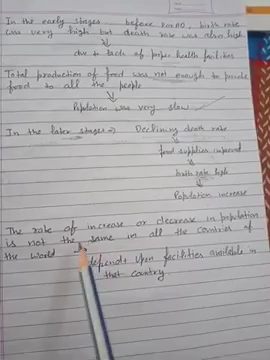 In the early stages before Ka000, birth rate
was very high but death rate was also high.
due to lack of proper health facilities
Total production of food was not enough to provide
food to all the people
Population was very slow
In the later stages → Declining death rate
food supplies improved
birth rate high
Population increase
The rate of increase or decrease in population
is not the same in all the countries of
the world → depends upon facilities available in
that country.